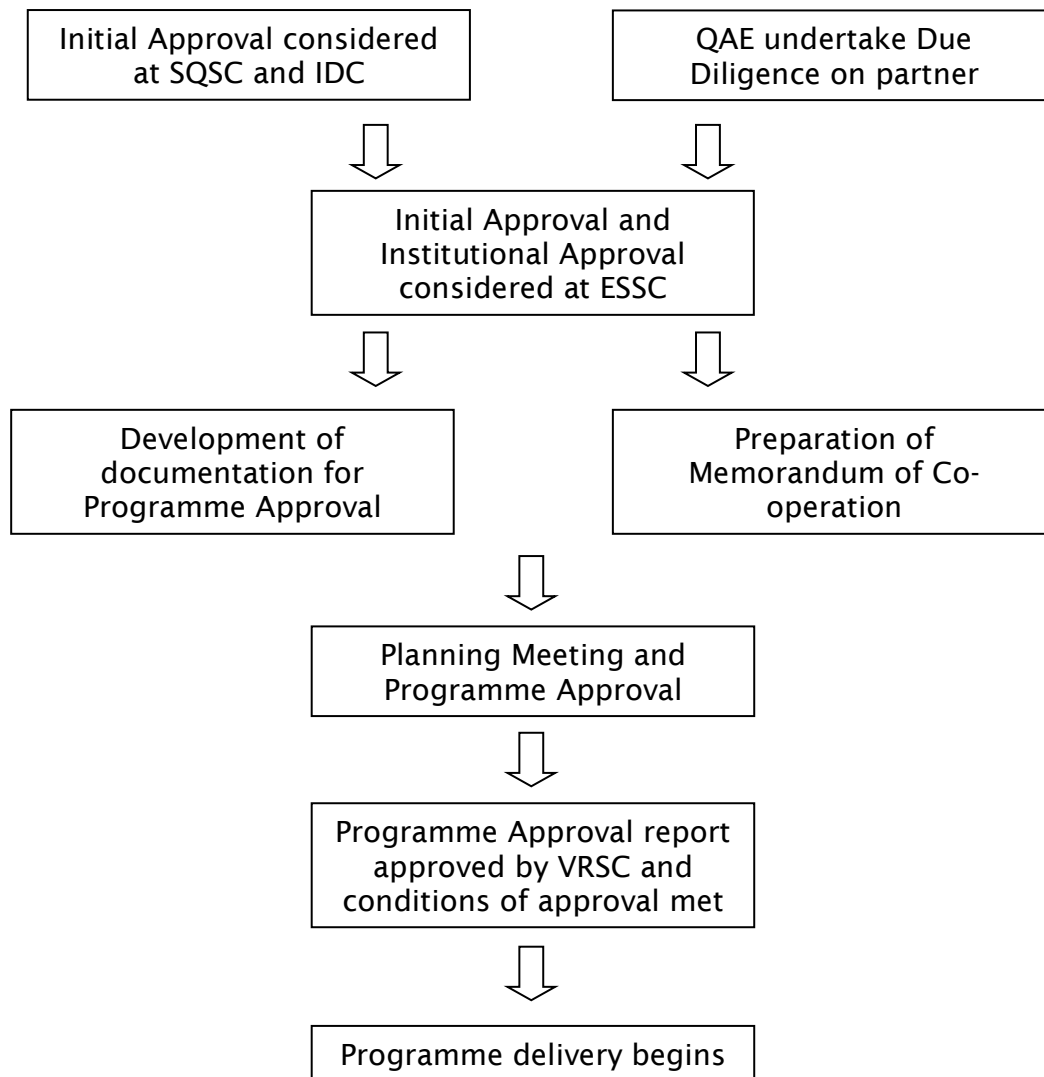 Initial Approval considered
at SQSC and IDC
QAE undertake Due
Diligence on partner
Initial Approval and
Institutional Approval
considered at ESSC
Development of
documentation for
Programme Approval
Preparation of
Memorandum of Co-
operation
Planning Meeting and
Programme Approval
Programme Approval report
approved by VRSC and
conditions of approval met
Programme delivery begins